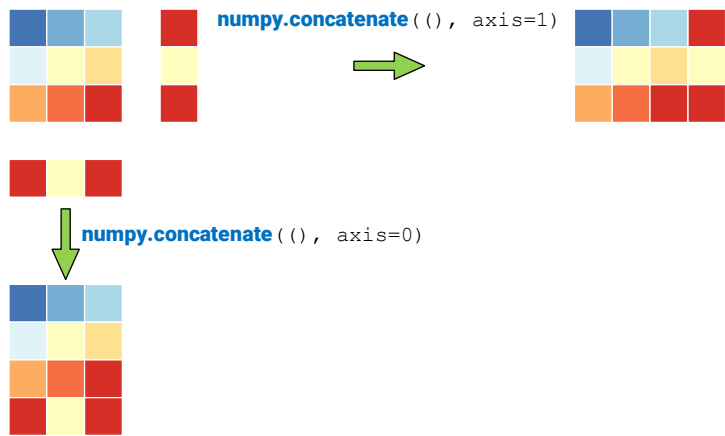 numpy.concatenate((), axis=1)
numpy.concatenate((), axis=0)